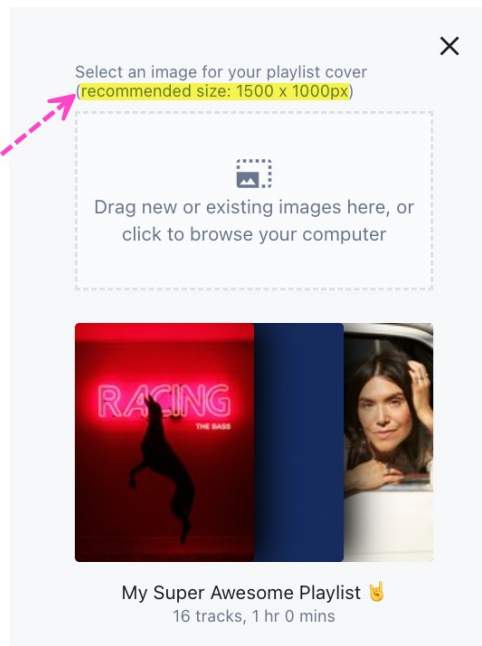 Select an image for your playlist cover
(recommended size: 1500 x 1000px)
Drag new or existing images here, or
click to browse your computer
RACING
THE BASS
My Super Awesome Playlist 🤘
16 tracks, 1 hr 0 mins